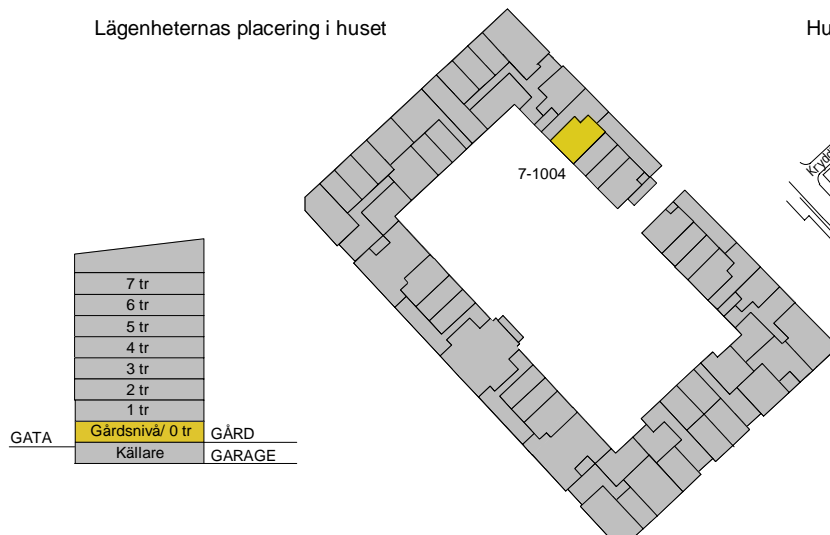 Lägenheternas placering i huset
Hu
Krydd
7-1004
7 tr
6 tr
5 tr
4 tr
3 tr
2 tr
1 tr
GATA
Gårdsnivå/ 0 tr
GÅRD
Källare
GARAGE